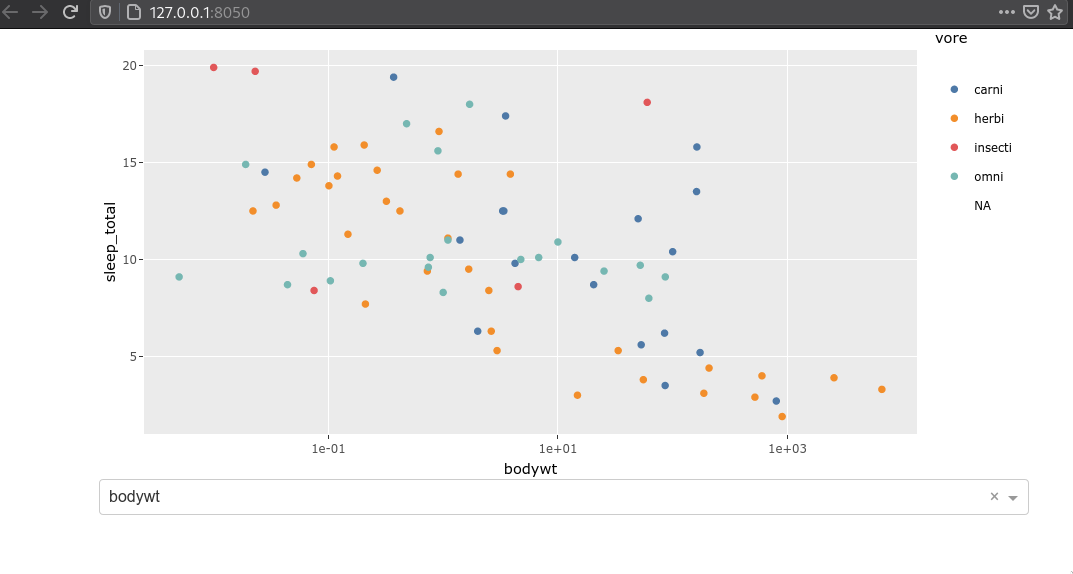 127.0.0.1:8050
vore
carni
herbi
insecti
omni
NA
20
15
10
5
sleep_total
1e-01
1e+01
1e+03
bodywt
bodywt